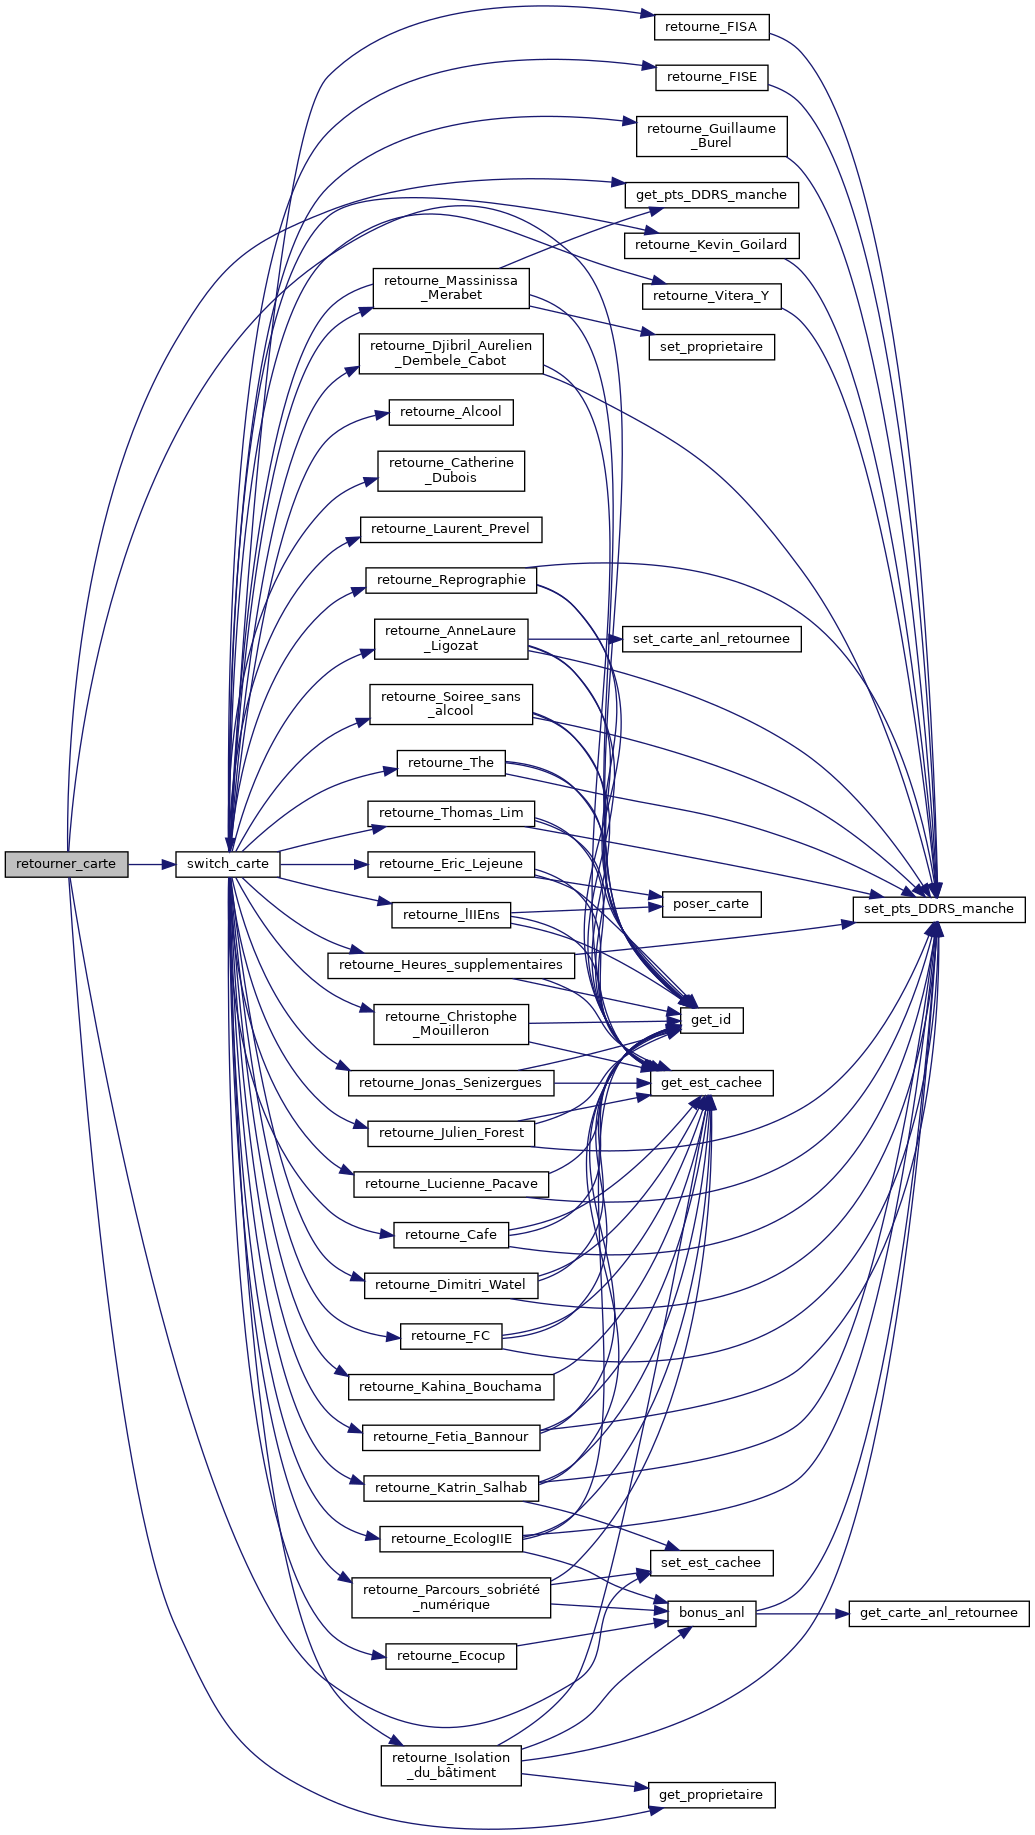 retourne_FISA
retourne_FISE
retourne_Guillaume
_Burel
get_pts_DDRS_manche
retourne_Kevin_Goilard
retourne_Massinissa
_Merabet
retourne_Vitera_Y
set_proprietaire
retourne_Djibril_Aurelien
_Dembele_Cabot
retourne_Alcool
retourne_Catherine
_Dubois
retourne_Laurent_Prevel
retourne_Reprographie
retourne_AnneLaure
_Ligozat
set_carte_anl_retournee
retourne_Soiree_sans
_alcool
retourne_The
retourne_Thomas_Lim
retourner_carte
switch_carte
retourne_Eric_Lejeune
poser_carte
set_pts_DDRS_manche
retourne_lIIEns
retourne_Heures_supplementaires
retourne_Christophe
_Mouilleron
get_id
retourne_Jonas_Senizergues
get_est_cachee
retourne_Julien_Forest
retourne_Lucienne_Pacave
retourne_Cafe
retourne_Dimitri_Watel
retourne_FC
retourne_Kahina_Bouchama
retourne_Fetia_Bannour
retourne_Katrin_Salhab
retourne_EcologIIE
set_est_cachee
retourne_Parcours_sobriété
_numérique
bonus_anl
get_carte_anl_retournee
retourne_Ecocup
retourne_Isolation
_du_bâtiment
get_proprietaire